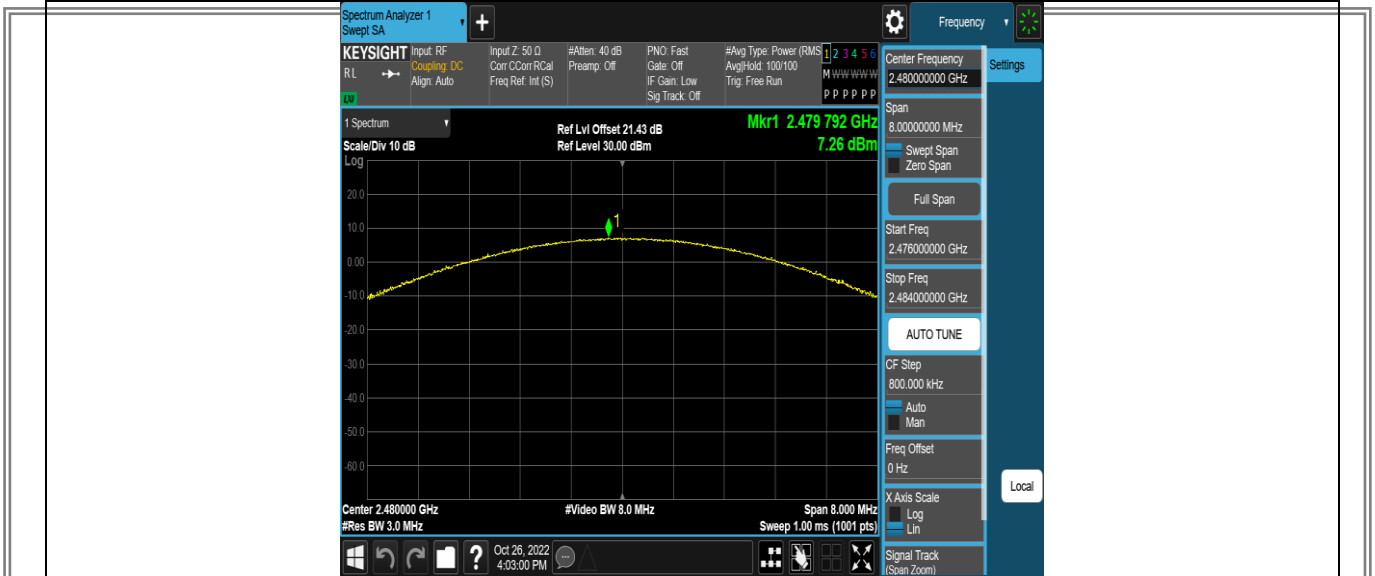 Spectrum Analyzer 1
Swept SA
+
Frequency
KEYSIGHT
R L
LXI
Input: RF
Coupling: DC
Align: Auto
Input Z: 50 Ω
Corr CCorr RCal
Freq Ref: Int (S)
#Atten: 40 dB
Preamp: Off
PNO: Fast
Gate: Off
IF Gain: Low
Sig Track: Off
#Avg Type: Power (RMS
Avg|Hold: 100/100
Trig: Free Run
1 2 3 4 5 6
M W W W W W
P P P P P P
Center Frequency
2.480000000 GHz
Settings
Span
8.00000000 MHz
Swept Span
Zero Span
Full Span
Start Freq
2.476000000 GHz
Stop Freq
2.484000000 GHz
AUTO TUNE
CF Step
800.000 kHz
Auto
Man
Freq Offset
0 Hz
X Axis Scale
Log
Lin
Signal Track
(Span Zoom)
Local
1 Spectrum
Scale/Div 10 dB
Log
Ref Lvl Offset 21.43 dB
Ref Level 30.00 dBm
Mkr1 2.479 792 GHz
7.26 dBm
20.0
10.0
0.00
-10.0
-20.0
-30.0
-40.0
-50.0
-60.0
1
Center 2.480000 GHz
#Res BW 3.0 MHz
#Video BW 8.0 MHz
Span 8.000 MHz
Sweep 1.00 ms (1001 pts)
?
Oct 26, 2022
4:03:00 PM